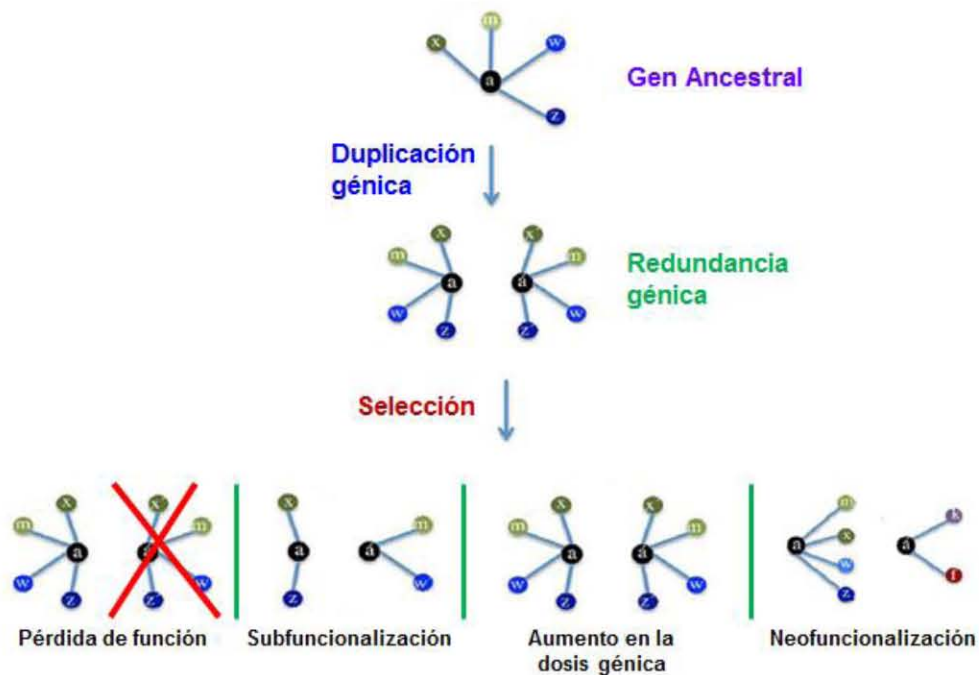 m
x
w
a
z
Gen Ancestral
Duplicación
génica
x
x
m
m
a
á
w
w
z
z
Redundancia
génica
Selección
x
x
m
m
a
w
w
z
z
x
m
a
á
w
z
x
x
m
m
a
á
w
w
z
z
m
x
w
z
a
á
k
f
Pérdida de función
Subfuncionalización
Aumento en la
dosis génica
Neofuncionalización